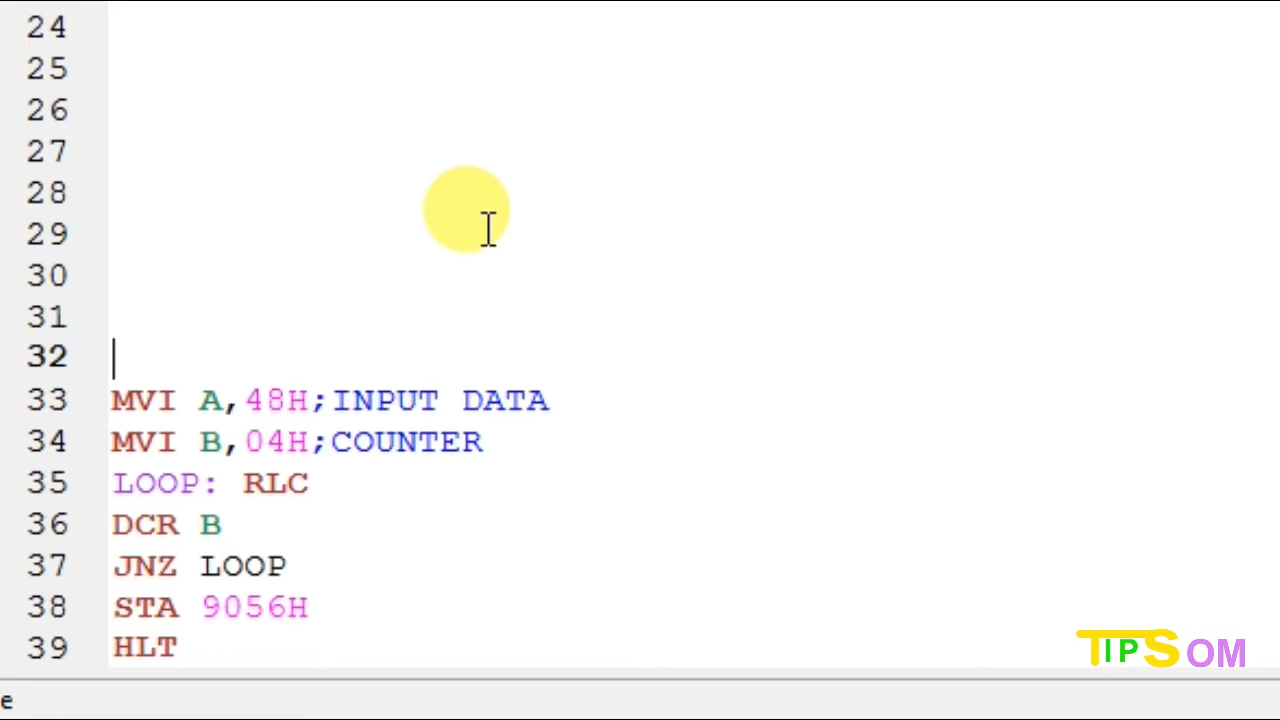 24
25
26
27
28
29
30
31
32
33 MVI A,48H;INPUT DATA
34 MVI B,04H;COUNTER
35 LOOP: RLC
36 DCR B
37 JNZ LOOP
38 STA 9056H
39 HLT
TIPSOM
e